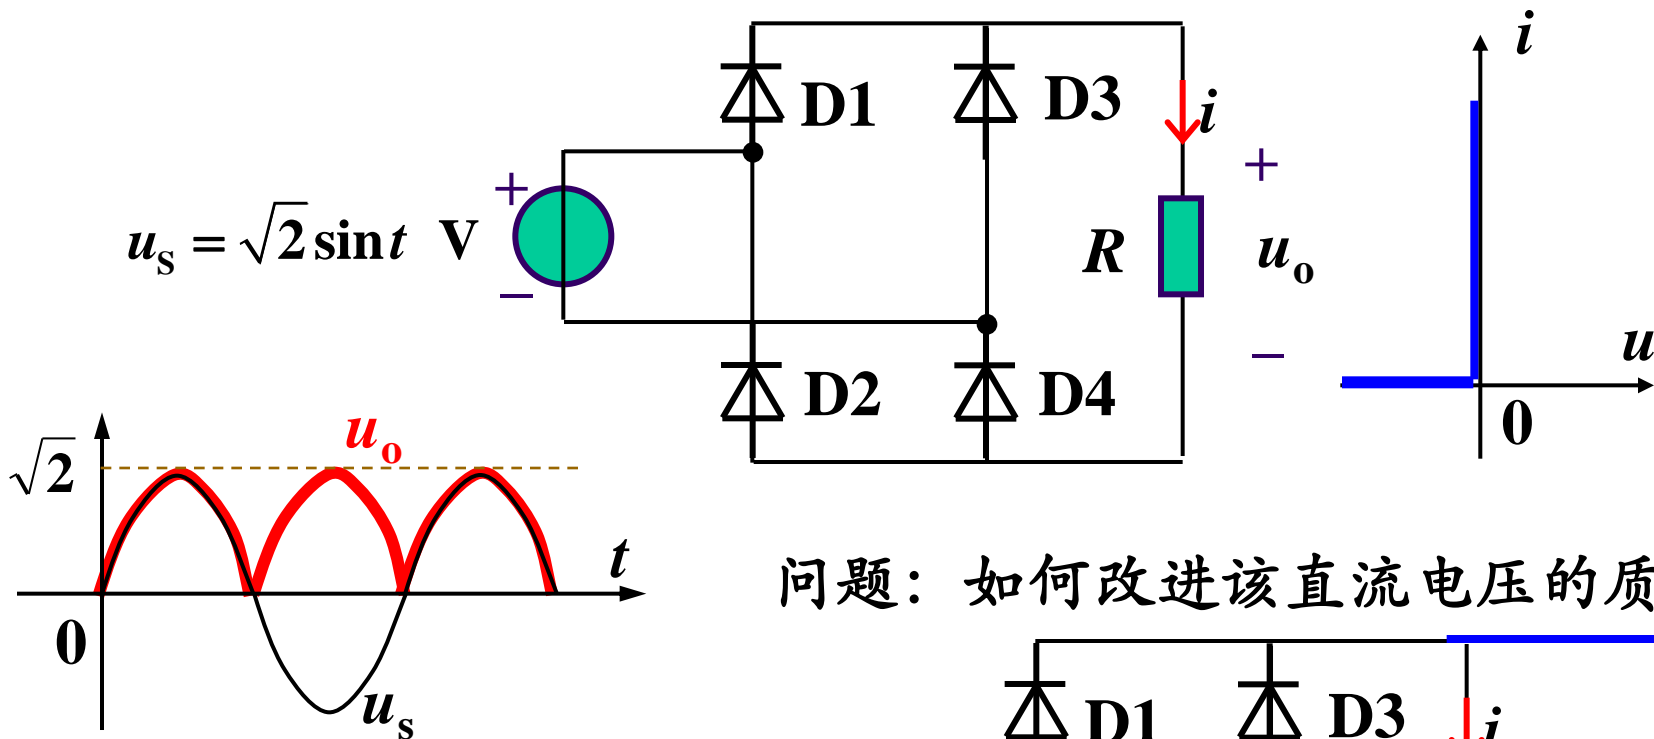 i
D1
D3
i
+
+
u_S = √2 sin t V
R
u_o
u
−
−
D2
D4
0
u_o
√2
t
问题：如何改进该直流电压的质
0
u_s
D1
D3
i